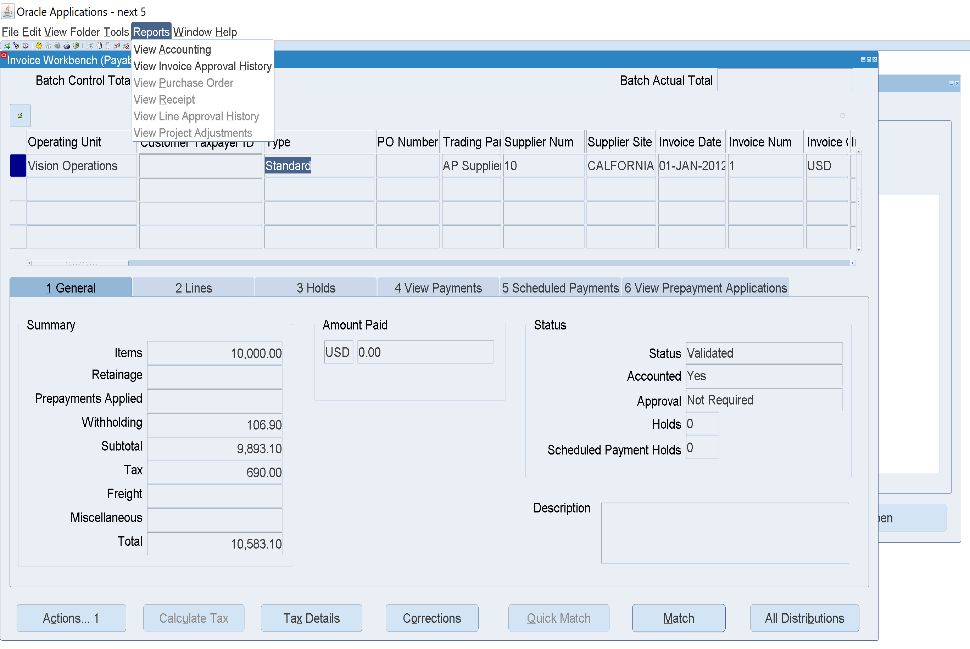 Oracle Applications - next 5
File Edit View Folder Tools Reports Window Help
View Accounting
View Invoice Approval History
View Purchase Order
View Receipt
View Line Approval History
View Project Adjustments
Invoice Workbench (Payab
Batch Control Tota
Batch Actual Total
Operating Unit Customer Taxpayer ID Type PO Number Trading Par Supplier Num Supplier Site Invoice Date Invoice Num Invoice
Vision Operations Standard AP Supplier 10 CALFORNIA 01-JAN-2012 1 USD
1 General 2 Lines 3 Holds 4 View Payments 5 Scheduled Payments 6 View Prepayment Applications
Summary
Items 10,000.00
Retainage
Prepayments Applied
Withholding 106.90
Subtotal 9,893.10
Tax 690.00
Freight
Miscellaneous
Total 10,583.10
Amount Paid
USD 0.00
Status
Status Validated
Accounted Yes
Approval Not Required
Holds 0
Scheduled Payment Holds 0
Description
pen
Actions... 1 Calculate Tax Tax Details Corrections Quick Match Match All Distributions